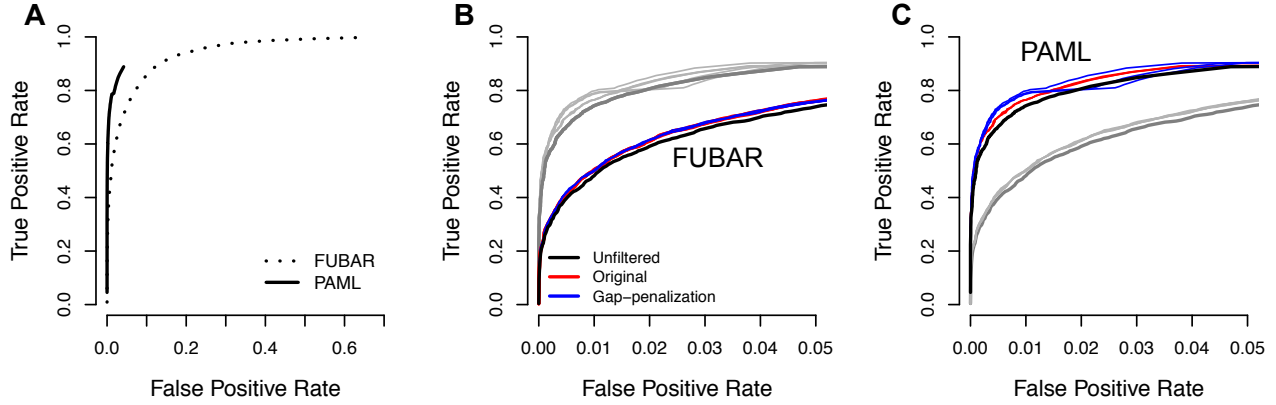 A
True Positive Rate
0.0 0.2 0.4 0.6 0.8 1.0
FUBAR
PAML
0.0 0.2 0.4 0.6
False Positive Rate
B
True Positive Rate
0.0 0.2 0.4 0.6 0.8 1.0
FUBAR
Unfiltered
Original
Gap−penalization
0.00 0.01 0.02 0.03 0.04 0.05
False Positive Rate
C
True Positive Rate
0.0 0.2 0.4 0.6 0.8 1.0
PAML
0.00 0.01 0.02 0.03 0.04 0.05
False Positive Rate